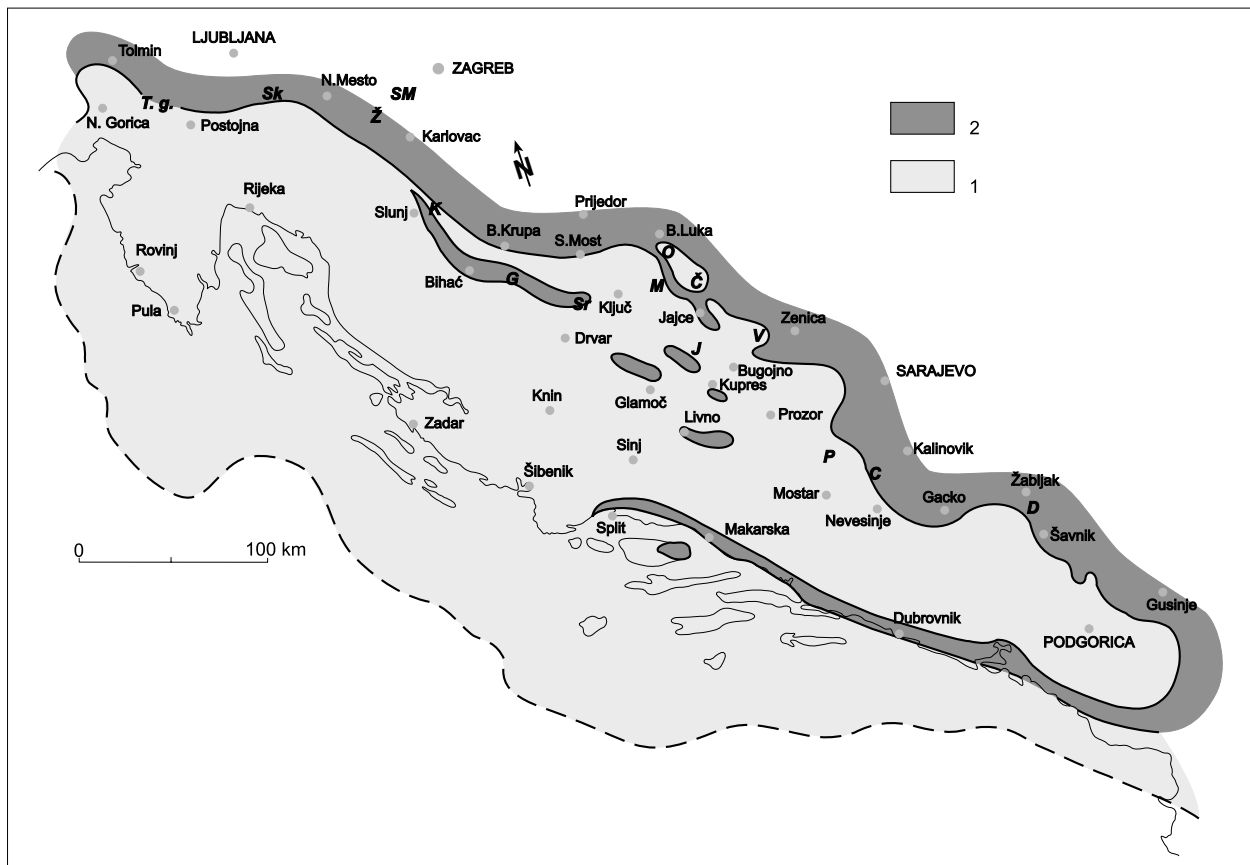 LJUBLJANA
Tolmin
ZAGREB
N.Mesto
Sk
SM
T. g.
Ž
2
N. Gorica
Postojna
Karlovac
N
1
Rijeka
Prijedor
Slunj
K
B.Krupa
S.Most
B.Luka
O
Rovinj
Bihać
G
M
Č
Pula
Sr
Ključ
Jajce
Zenica
Drvar
J
V
Bugojno
SARAJEVO
Kupres
Glamoč
Knin
Prozor
Zadar
Livno
Sinj
P
Kalinovik
Šibenik
C
Žabljak
Mostar
Gacko
D
Nevesinje
Split
Makarska
Šavnik
0
100 km
Gusinje
Dubrovnik
PODGORICA